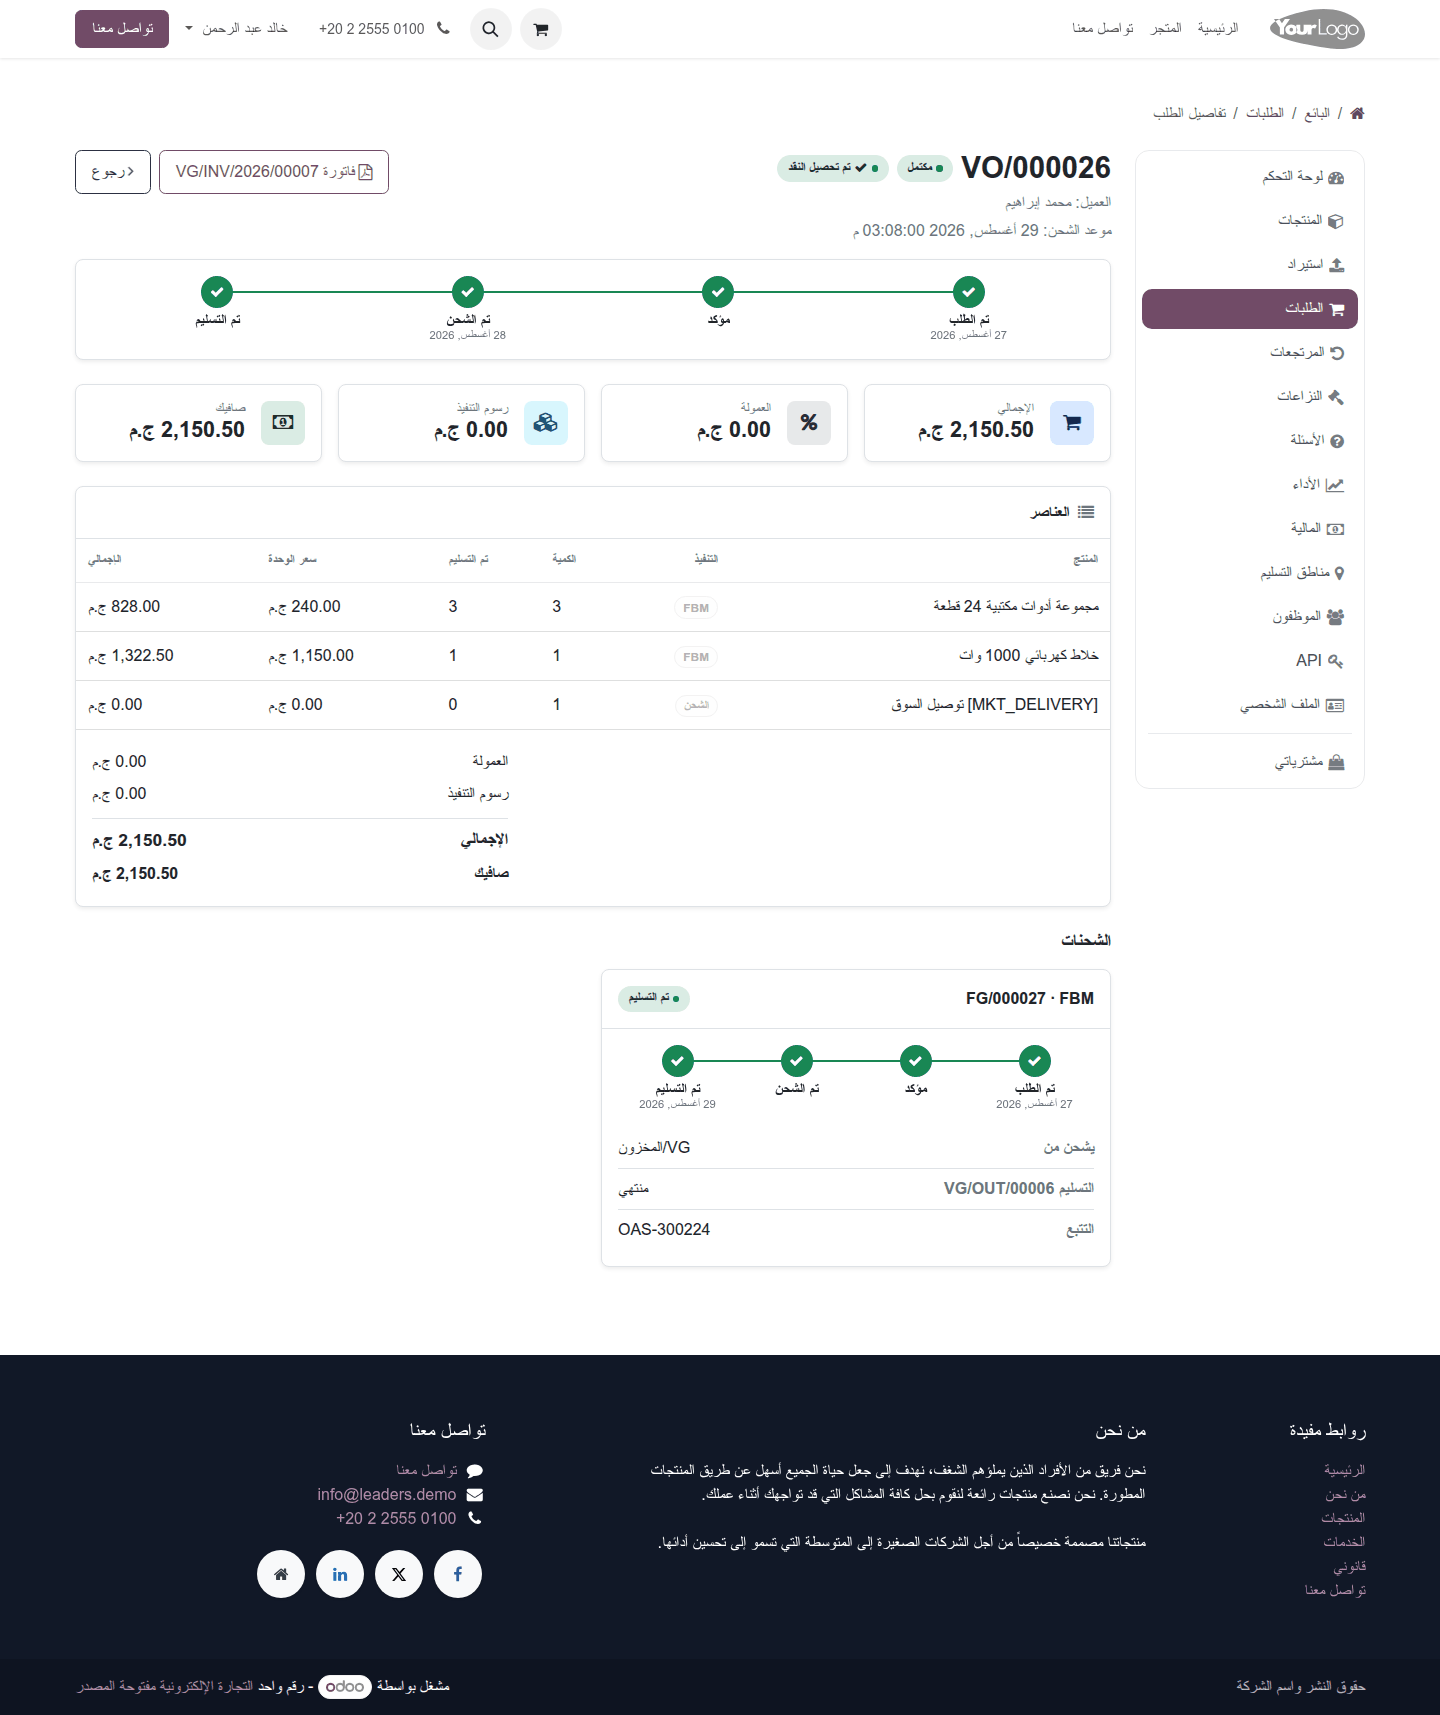 YourLogo
الرئيسية
المتجر
تواصل معنا
+20 2 2555 0100
خالد عبد الرحمن
تواصل معنا
/ البائع / الطلبات / تفاصيل الطلب
لوحة التحكم
المنتجات
استيراد
الطلبات
المرتجعات
النزاعات
الأسئلة
الأداء
المالية
مناطق التسليم
الموظفون
API
الملف الشخصي
مشترياتي
VO/000026
مكتمل
تم تحصيل النقد
العميل: محمد إبراهيم
موعد الشحن: 29 أغسطس, 2026 03:08:00 م
فاتورة VG/INV/2026/00007
رجوع
تم الطلب
27 أغسطس, 2026
مؤكد
تم الشحن
28 أغسطس, 2026
تم التسليم
الإجمالي
2,150.50 ج.م
العمولة
0.00 ج.م
رسوم التنفيذ
0.00 ج.م
صافيك
2,150.50 ج.م
العناصر
المنتج التنفيذ الكمية تم التسليم سعر الوحدة الإجمالي
مجموعة أدوات مكتبية 24 قطعة FBM 3 3 240.00 ج.م 828.00 ج.م
خلاط كهربائي 1000 وات FBM 1 1 1,150.00 ج.م 1,322.50 ج.م
[MKT_DELIVERY] توصيل السوق الشحن 1 0 0.00 ج.م 0.00 ج.م
العمولة 0.00 ج.م
رسوم التنفيذ 0.00 ج.م
الإجمالي 2,150.50 ج.م
صافيك 2,150.50 ج.م
الشحنات
FG/000027 · FBM
تم التسليم
تم الطلب
27 أغسطس, 2026
مؤكد
تم الشحن
تم التسليم
29 أغسطس, 2026
يشحن من VG/المخزون
التسليم VG/OUT/00006 منتهي
التتبع OAS-300224
روابط مفيدة
الرئيسية
من نحن
المنتجات
الخدمات
قانوني
تواصل معنا
من نحن
نحن فريق من الأفراد الذين يملؤهم الشغف، نهدف إلى جعل حياة الجميع أسهل عن طريق المنتجات
المطورة. نحن نصنع منتجات رائعة لنقوم بحل كافة المشاكل التي قد تواجهك أثناء عملك.
منتجاتنا مصممة خصيصاً من أجل الشركات الصغيرة إلى المتوسطة التي تسمو إلى تحسين أدائها.
تواصل معنا
تواصل معنا
info@leaders.demo
+20 2 2555 0100
حقوق النشر واسم الشركة
مشغل بواسطة odoo - رقم واحد التجارة الإلكترونية مفتوحة المصدر